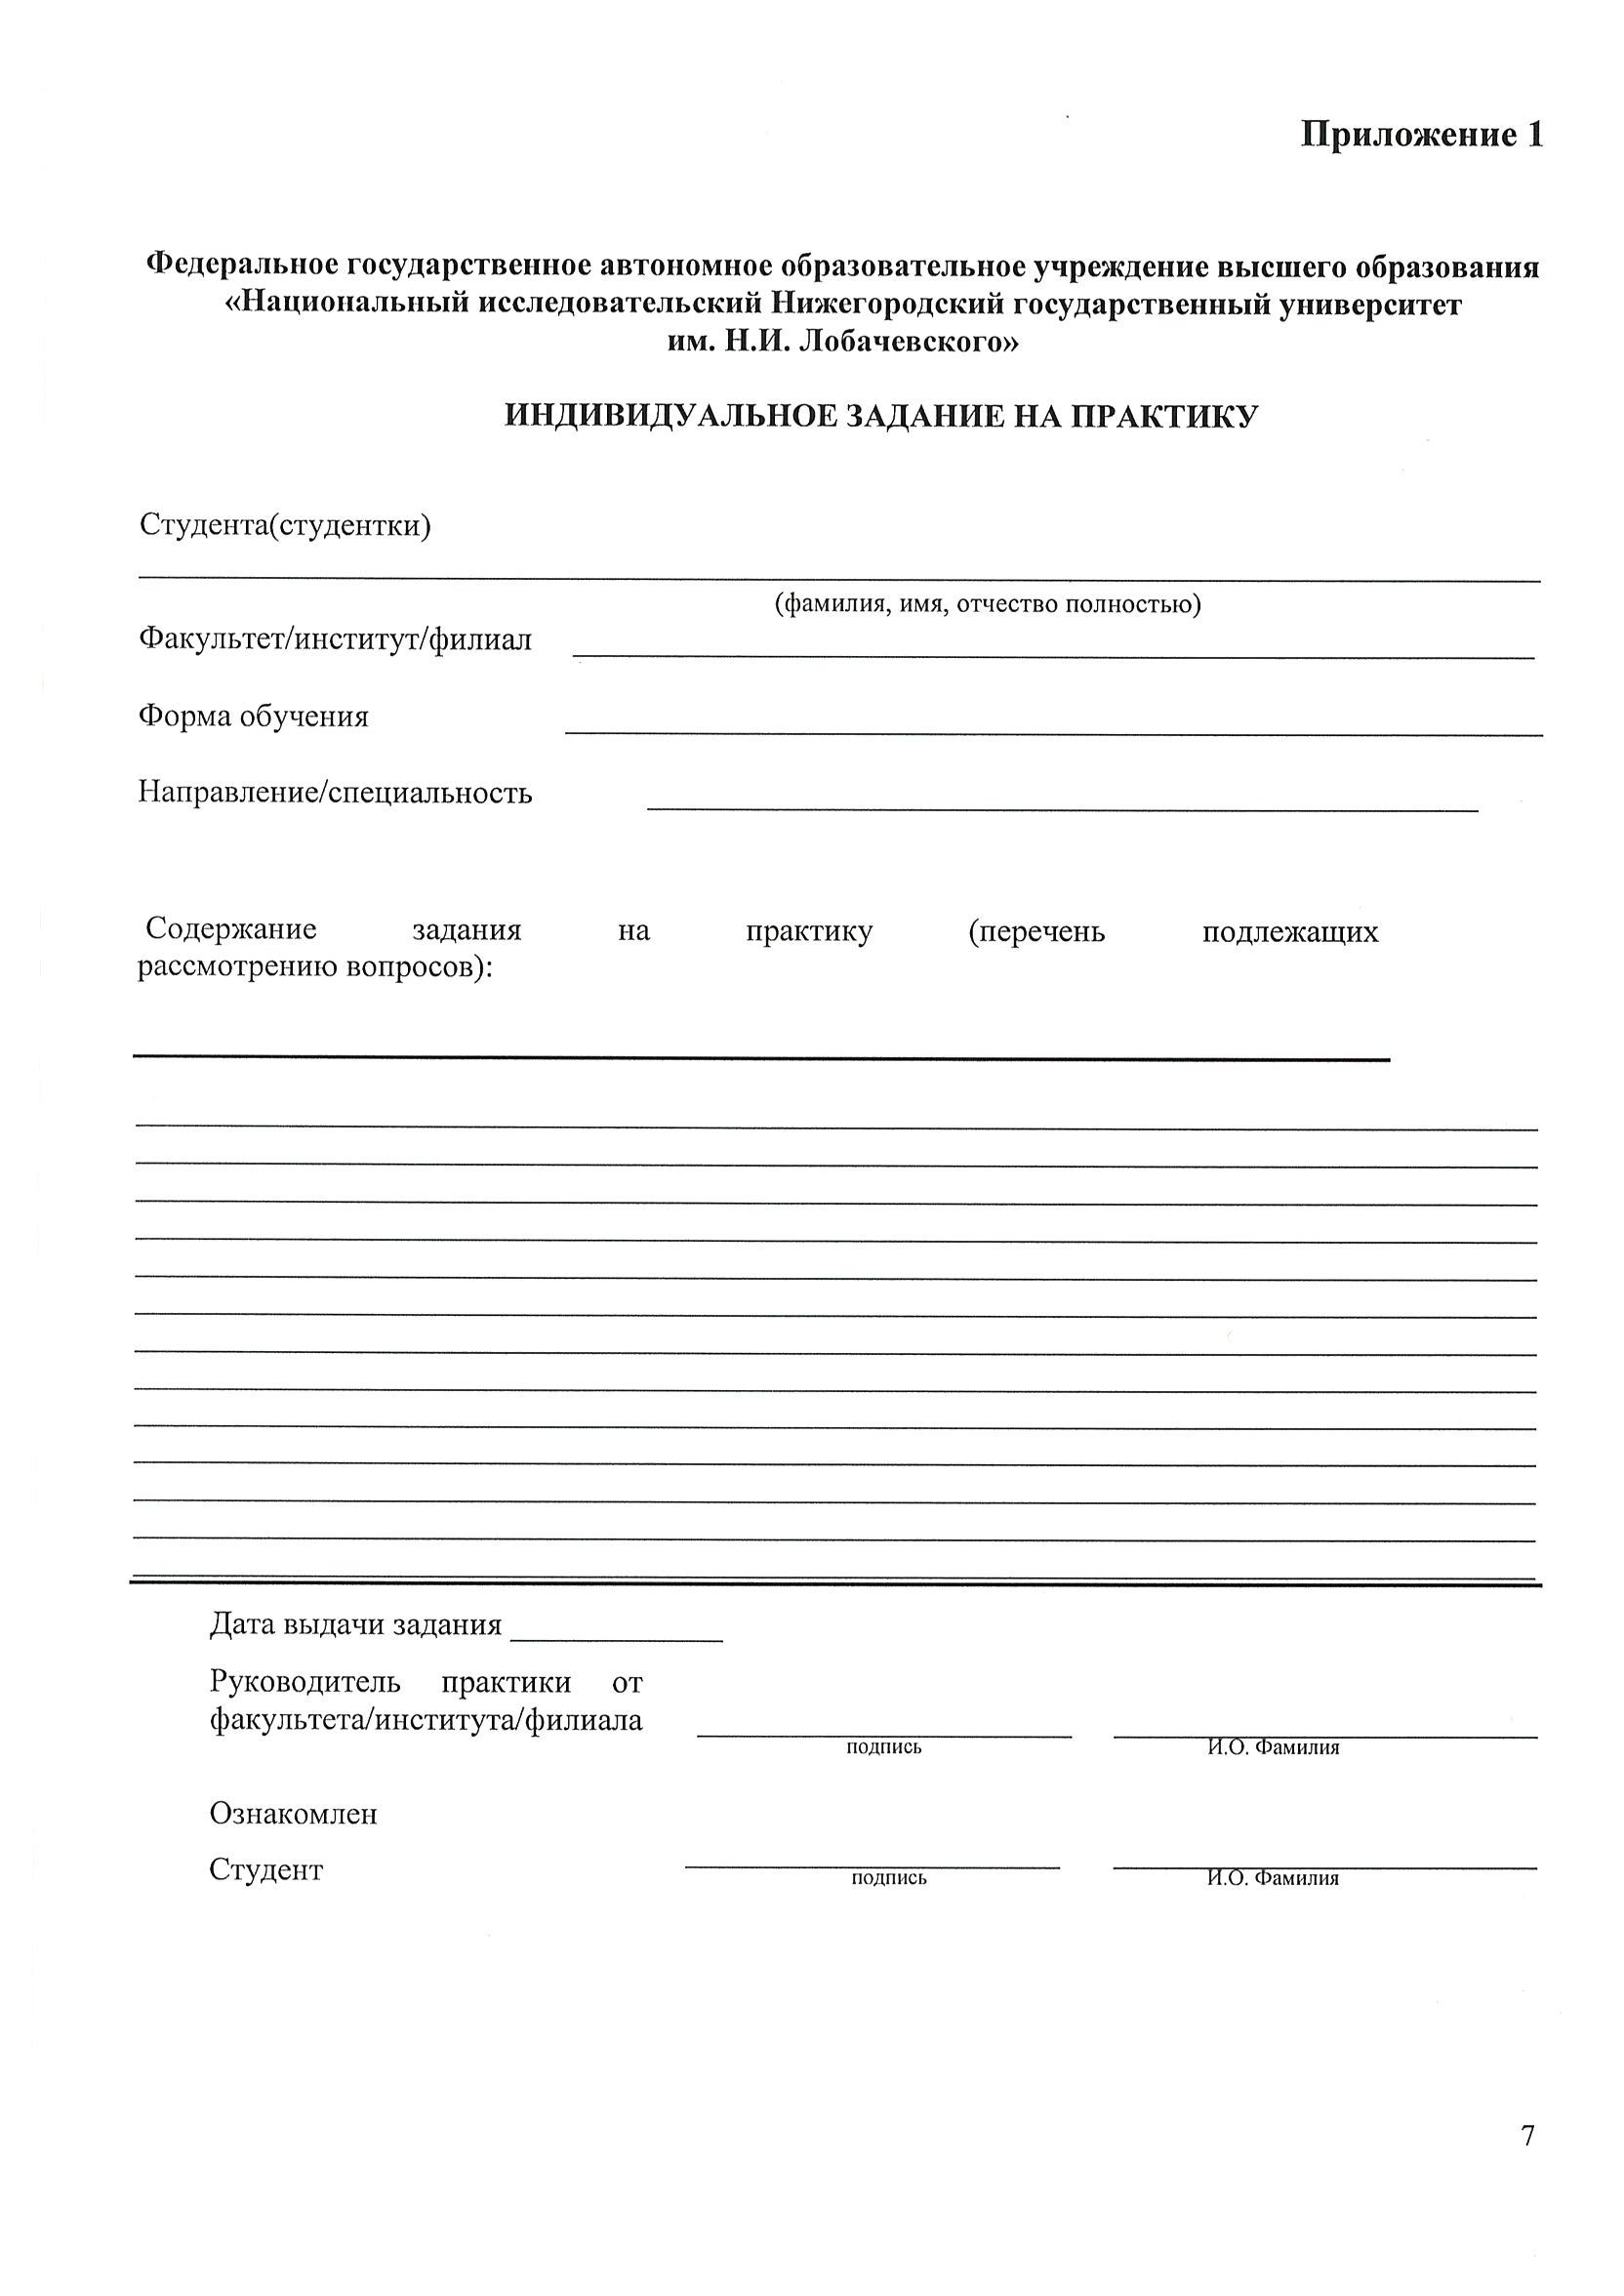 Приложение 1
Федеральное государственное автономное образовательное учреждение высшего образования
«Национальный исследовательский Нижегородский государственный университет
им. Н.И. Лобачевского»
ИНДИВИДУАЛЬНОЕ ЗАДАНИЕ НА ПРАКТИКУ
Студента(студентки)
(фамилия, имя, отчество полностью)
Факультет/институт/филиал
Форма обучения
Направление/специальность
Содержание задания на практику (перечень подлежащих
рассмотрению вопросов):
Дата выдачи задания
Руководитель практики от
факультета/института/филиала
подпись И.О. Фамилия
Ознакомлен
Студент
подпись И.О. Фамилия
7